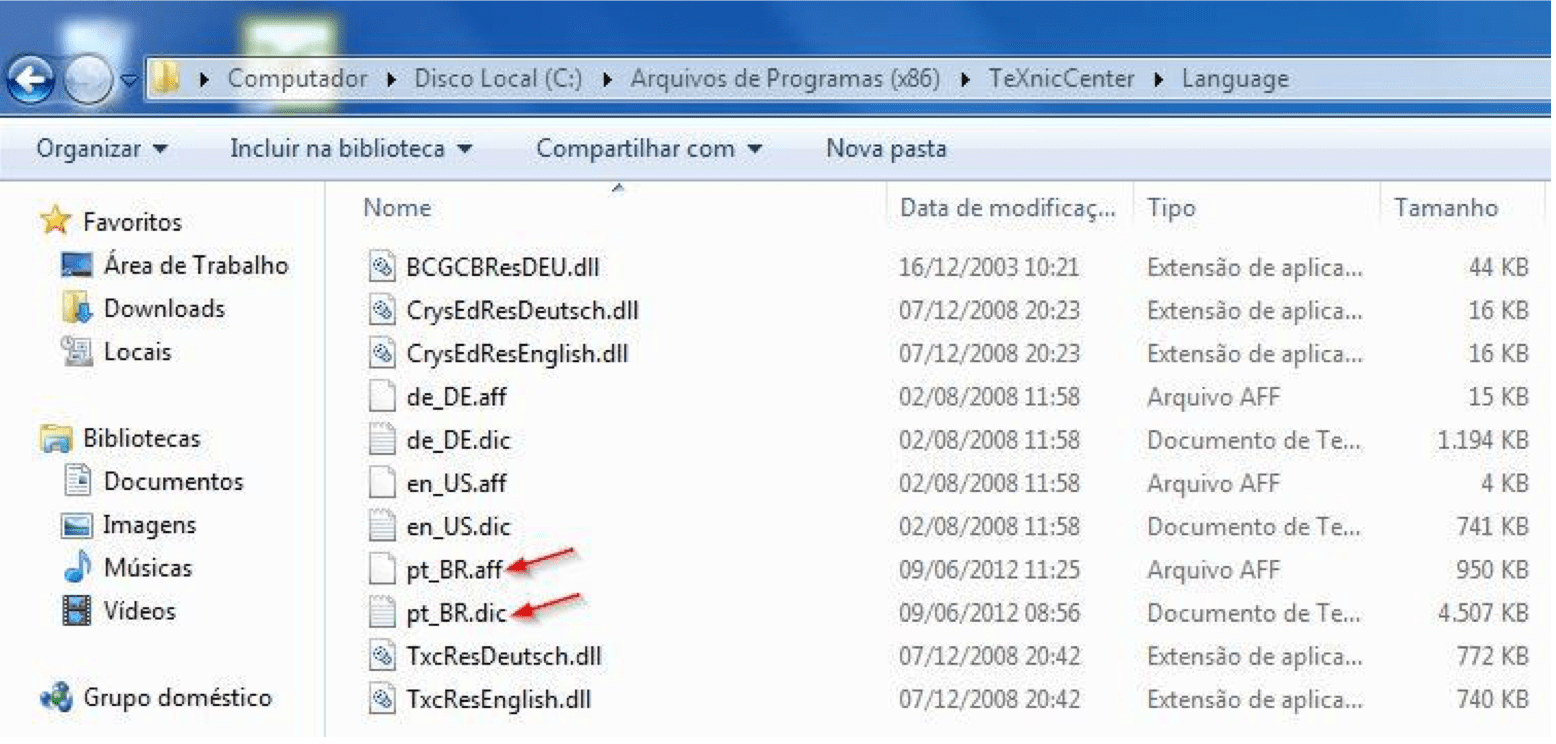 Computador Disco Local (C:) Arquivos de Programas (x86) TeXnicCenter Language
Organizar Incluir na biblioteca Compartilhar com Nova pasta
Favoritos
Área de Trabalho
Downloads
Locais
Bibliotecas
Documentos
Imagens
Músicas
Vídeos
Grupo doméstico
Nome Data de modificaç... Tipo Tamanho
BCGCBResDEU.dll 16/12/2003 10:21 Extensão de aplica... 44 KB
CrysEdResDeutsch.dll 07/12/2008 20:23 Extensão de aplica... 16 KB
CrysEdResEnglish.dll 07/12/2008 20:23 Extensão de aplica... 16 KB
de_DE.aff 02/08/2008 11:58 Arquivo AFF 15 KB
de_DE.dic 02/08/2008 11:58 Documento de Te... 1.194 KB
en_US.aff 02/08/2008 11:58 Arquivo AFF 4 KB
en_US.dic 02/08/2008 11:58 Documento de Te... 741 KB
pt_BR.aff 09/06/2012 11:25 Arquivo AFF 950 KB
pt_BR.dic 09/06/2012 08:56 Documento de Te... 4.507 KB
TxcResDeutsch.dll 07/12/2008 20:42 Extensão de aplica... 772 KB
TxcResEnglish.dll 07/12/2008 20:42 Extensão de aplica... 740 KB